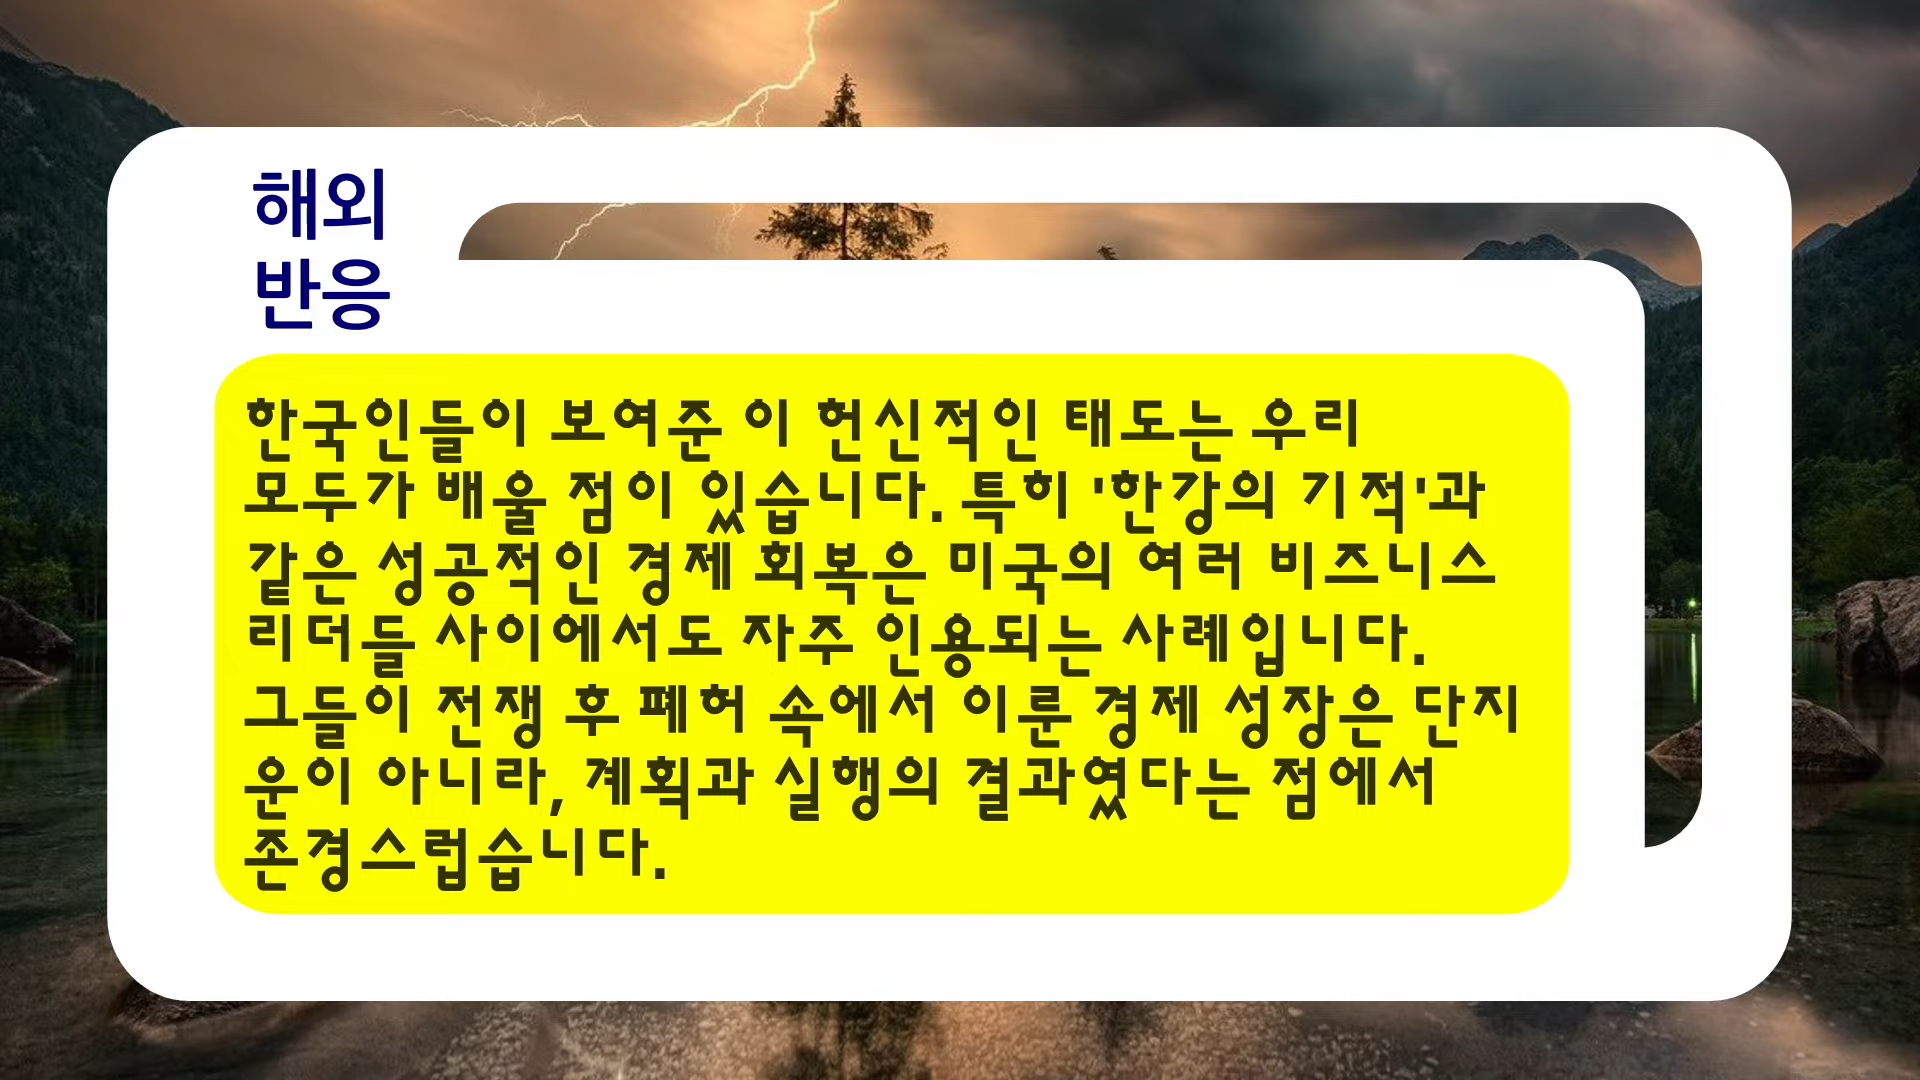 해외
반응
한국인들이 보여준 이 헌신적인 태도는 우리
모두가 배울 점이 있습니다. 특히 '한강의 기적'과
같은 성공적인 경제 회복은 미국의 여러 비즈니스
리더들 사이에서도 자주 인용되는 사례입니다.
그들이 전쟁 후 폐허 속에서 이룬 경제 성장은 단지
운이 아니라, 계획과 실행의 결과였다는 점에서
존경스럽습니다.